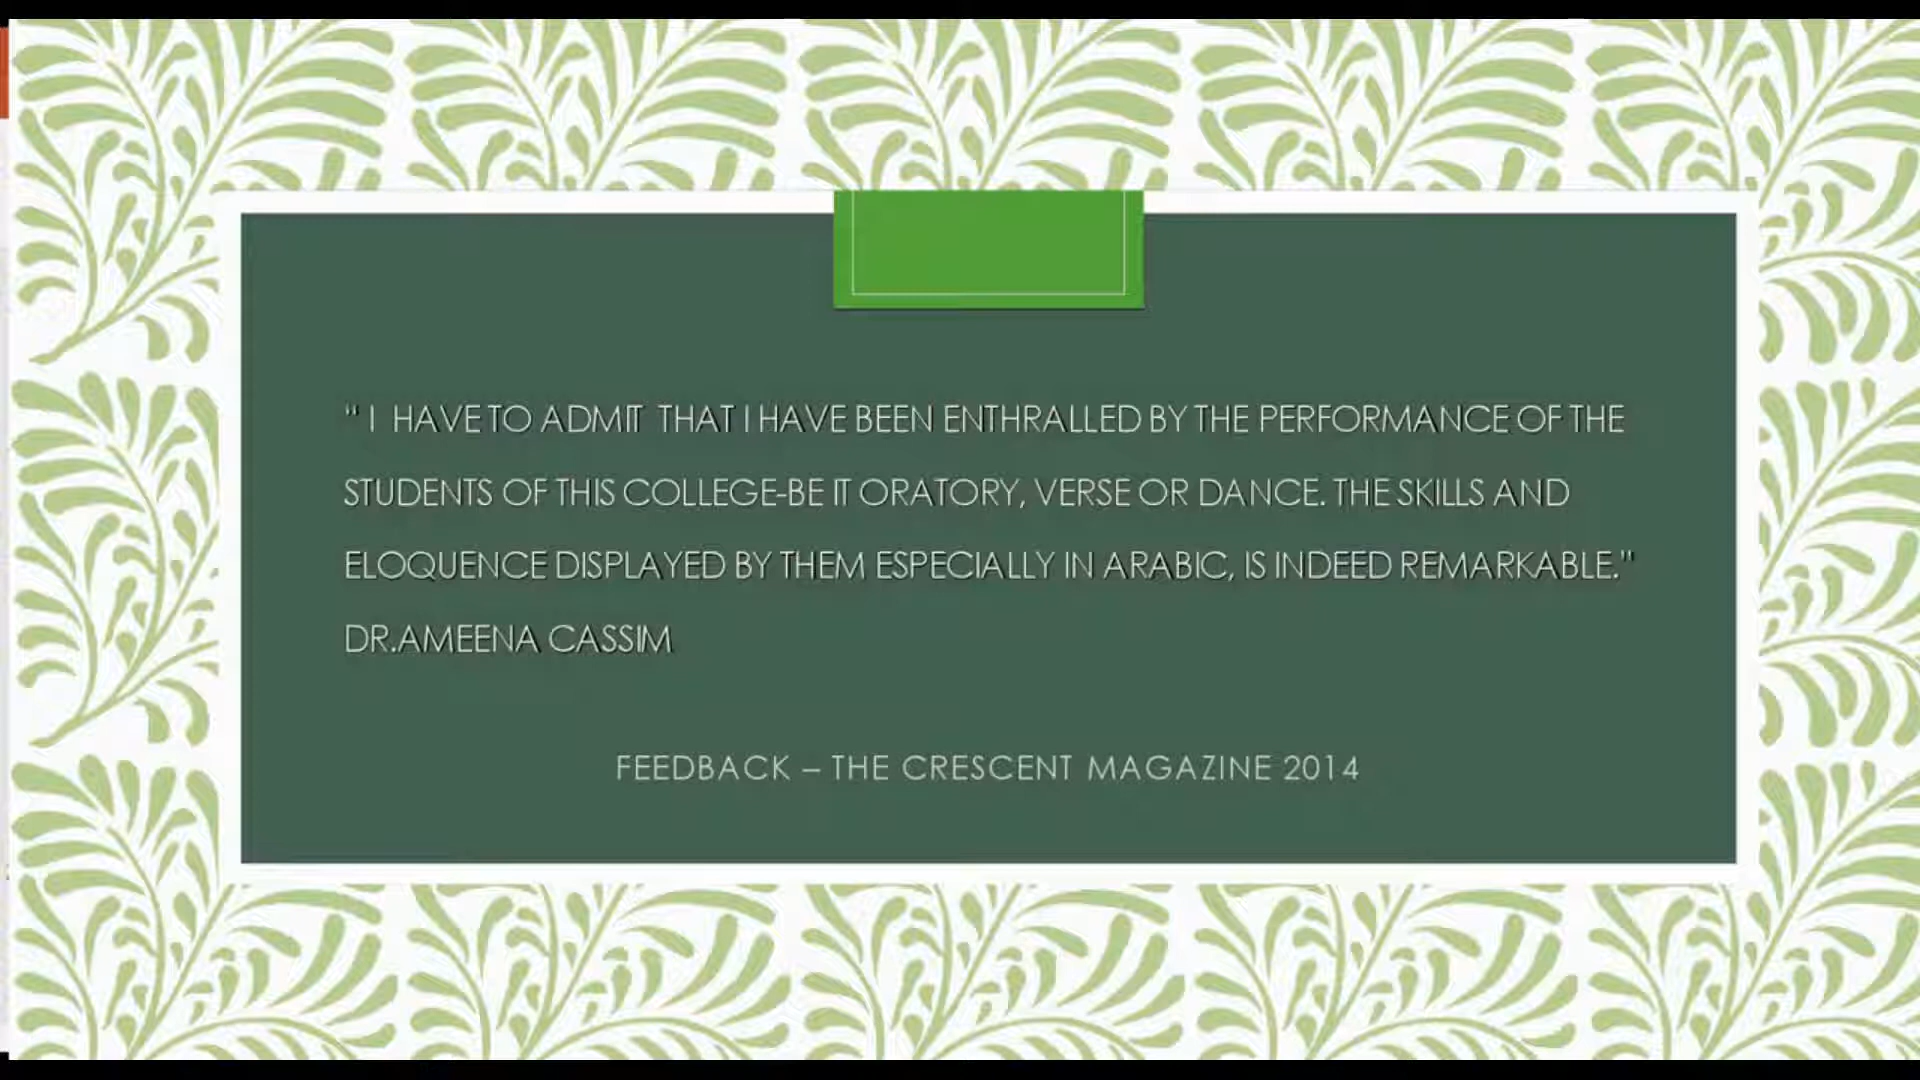 “ I HAVE TO ADMIT THAT I HAVE BEEN ENTHRALLED BY THE PERFORMANCE OF THE
STUDENTS OF THIS COLLEGE-BE IT ORATORY, VERSE OR DANCE. THE SKILLS AND
ELOQUENCE DISPLAYED BY THEM ESPECIALLY IN ARABIC, IS INDEED REMARKABLE.”
DR.AMEENA CASSIM
FEEDBACK – THE CRESCENT MAGAZINE 2014